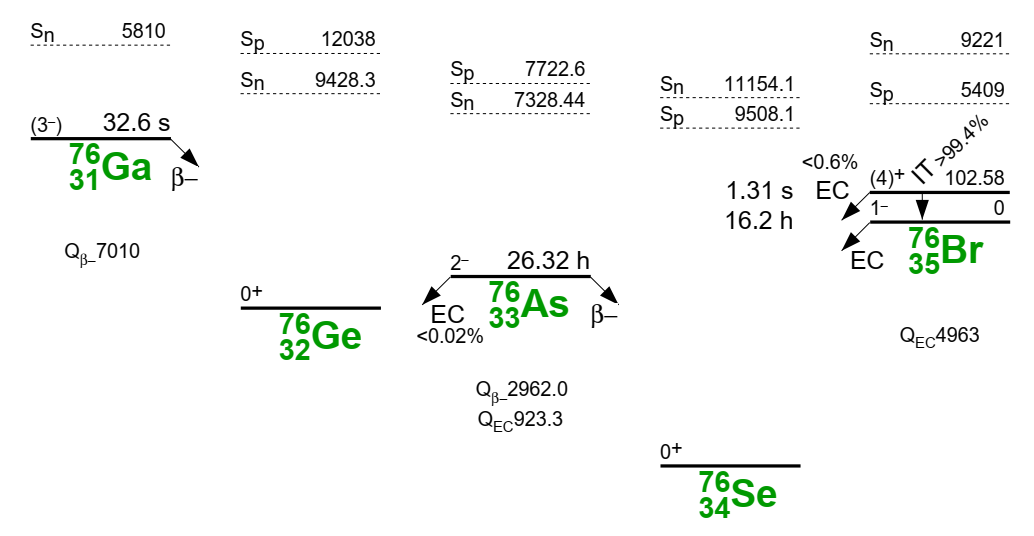 Sn 5810
(3−) 32.6 s
76
31Ga
β−
Qβ−7010
Sp 12038
Sn 9428.3
0+
76
32Ge
Sp 7722.6
Sn 7328.44
2− 26.32 h
76
33As
EC
<0.02%
β−
Qβ−2962.0
QEC923.3
Sn 11154.1
Sp 9508.1
0+
76
34Se
Sn 9221
Sp 5409
IT >99.4%
<0.6%
EC
1.31 s
(4)+ 102.58
16.2 h
1− 0
EC
76
35Br
QEC4963